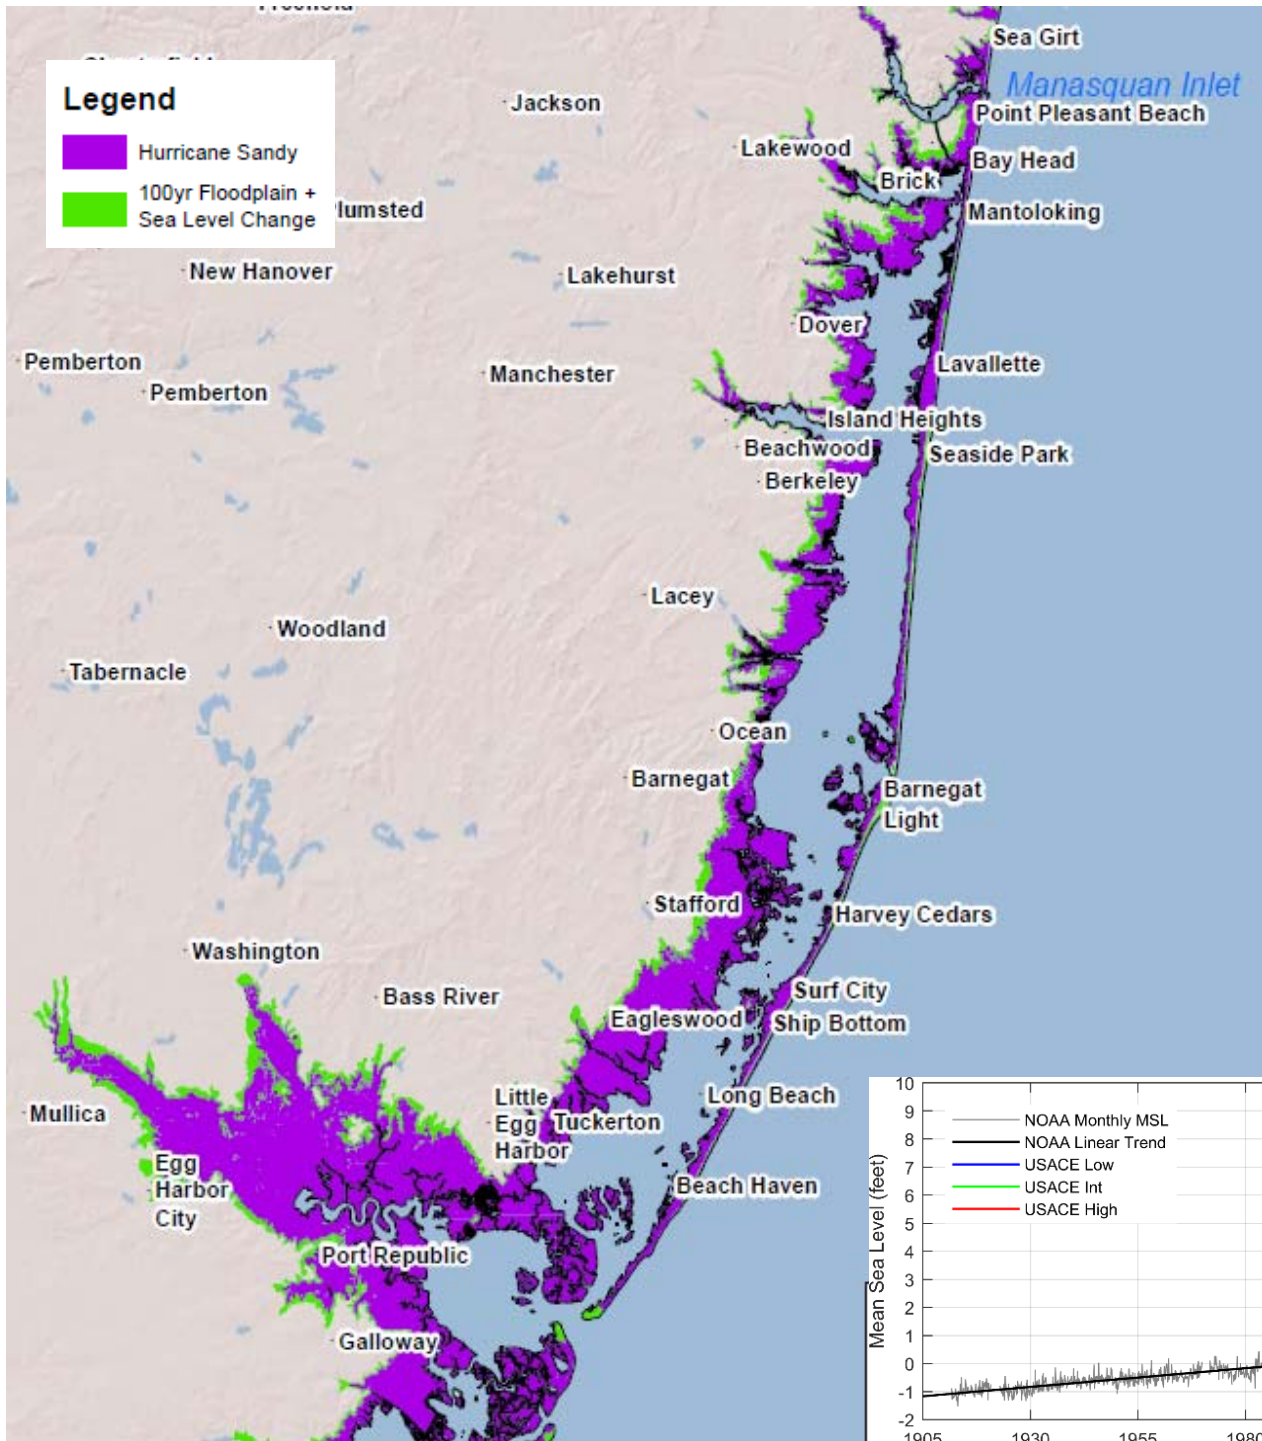 Sea Girt
Manasquan Inlet
Legend
Jackson
Point Pleasant Beach
Hurricane Sandy
Lakewood
Bay Head
Brick
100yr Floodplain +
Sea Level Change
Plumsted
Mantoloking
New Hanover
Lakehurst
Dover
Pemberton
Manchester
Lavallette
Pemberton
Island Heights
Beachwood
Seaside Park
Berkeley
Lacey
Woodland
Tabernacle
Ocean
Barnegat
Barnegat
Light
Stafford
Harvey Cedars
Washington
Bass River
Surf City
Eagleswood
Ship Bottom
Little
Egg
Harbor
Tuckerton
Long Beach
Mullica
Egg
Harbor
City
Beach Haven
Port Republic
Galloway
Mean Sea Level (feet)
10
9
8
7
6
5
4
3
2
1
0
-1
-2
NOAA Monthly MSL
NOAA Linear Trend
USACE Low
USACE Int
USACE High
1905 1930 1955 1980